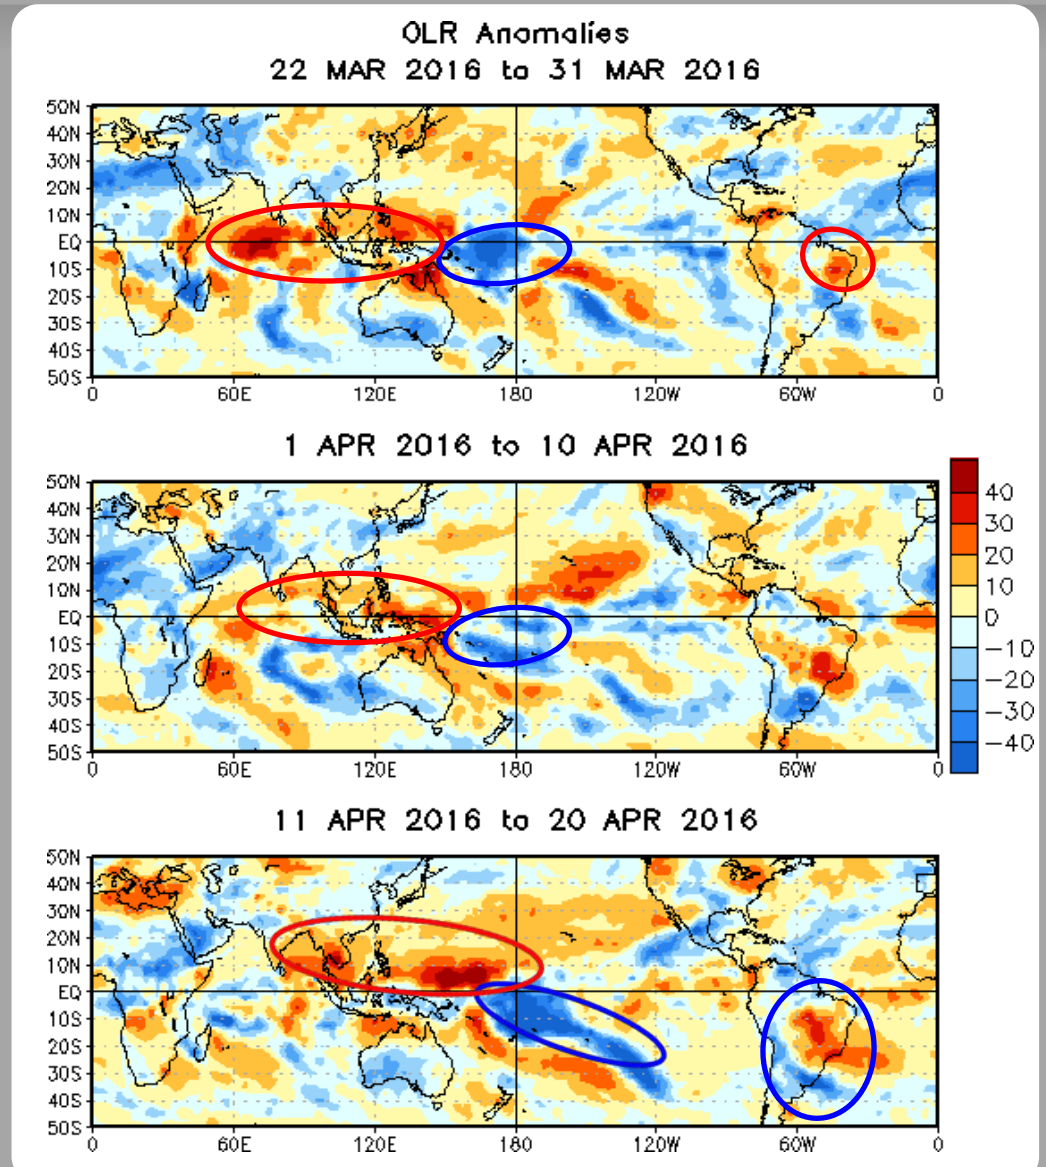 OLR Anomalies
22 MAR 2016 to 31 MAR 2016
50N
40N
30N
20N
10N
EQ
10S
20S
30S
40S
50S
0 60E 120E 180 120W 60W 0
1 APR 2016 to 10 APR 2016
50N
40N
30N
20N
10N
EQ
10S
20S
30S
40S
50S
0 60E 120E 180 120W 60W 0
40
30
20
10
0
−10
−20
−30
−40
11 APR 2016 to 20 APR 2016
50N
40N
30N
20N
10N
EQ
10S
20S
30S
40S
50S
0 60E 120E 180 120W 60W 0